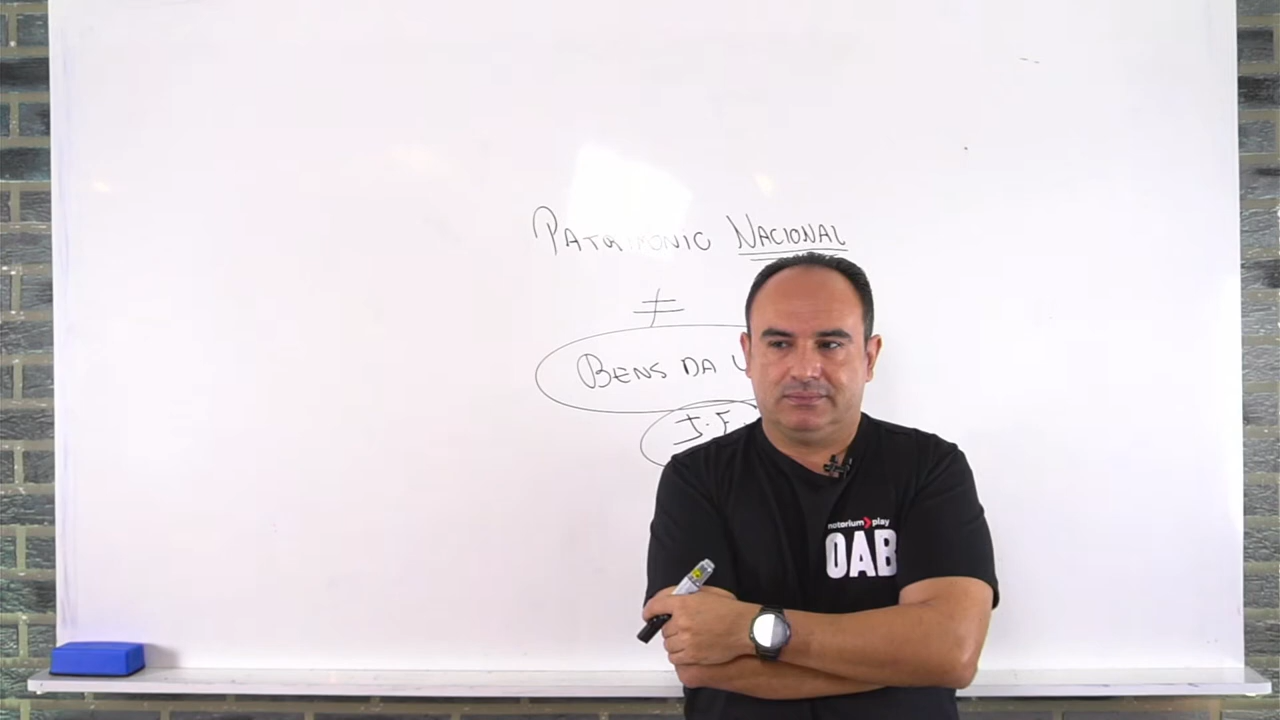 PATRIMONIO NACIONAL
≠
BENS DA
J.F.
notorium play
OAB